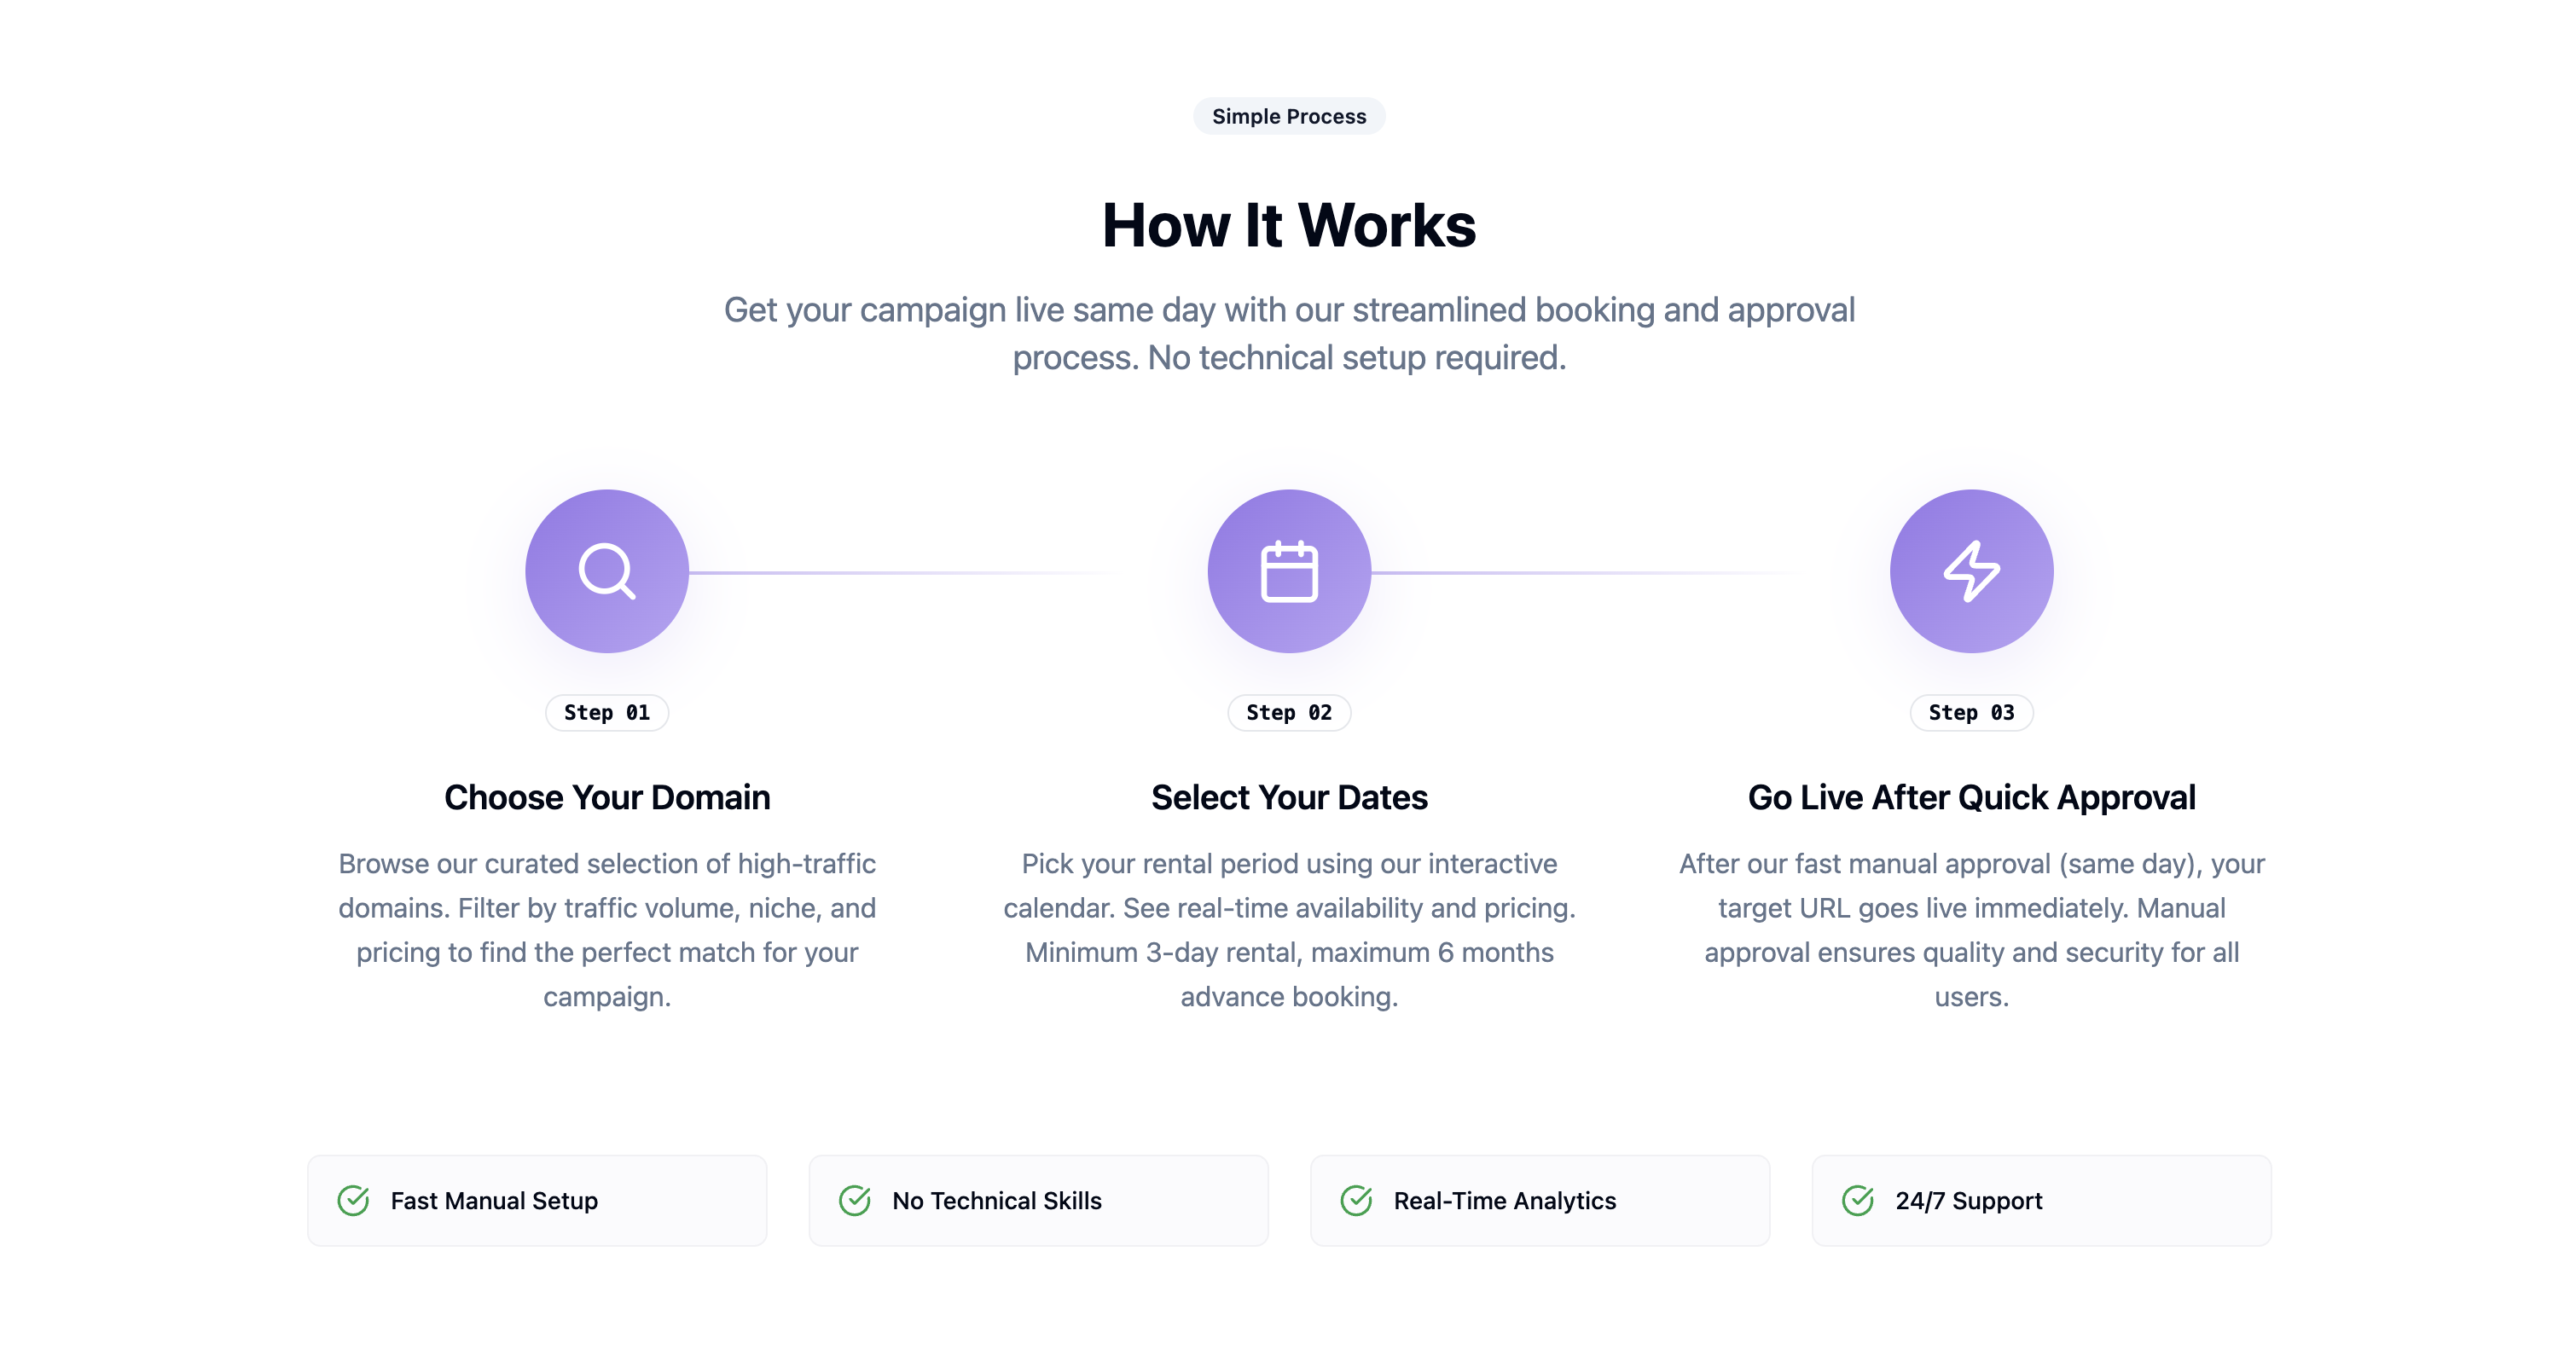 Simple Process
How It Works
Get your campaign live same day with our streamlined booking and approval
process. No technical setup required.
Step 01
Choose Your Domain
Browse our curated selection of high-traffic
domains. Filter by traffic volume, niche, and
pricing to find the perfect match for your
campaign.
Step 02
Select Your Dates
Pick your rental period using our interactive
calendar. See real-time availability and pricing.
Minimum 3-day rental, maximum 6 months
advance booking.
Step 03
Go Live After Quick Approval
After our fast manual approval (same day), your
target URL goes live immediately. Manual
approval ensures quality and security for all
users.
Fast Manual Setup
No Technical Skills
Real-Time Analytics
24/7 Support